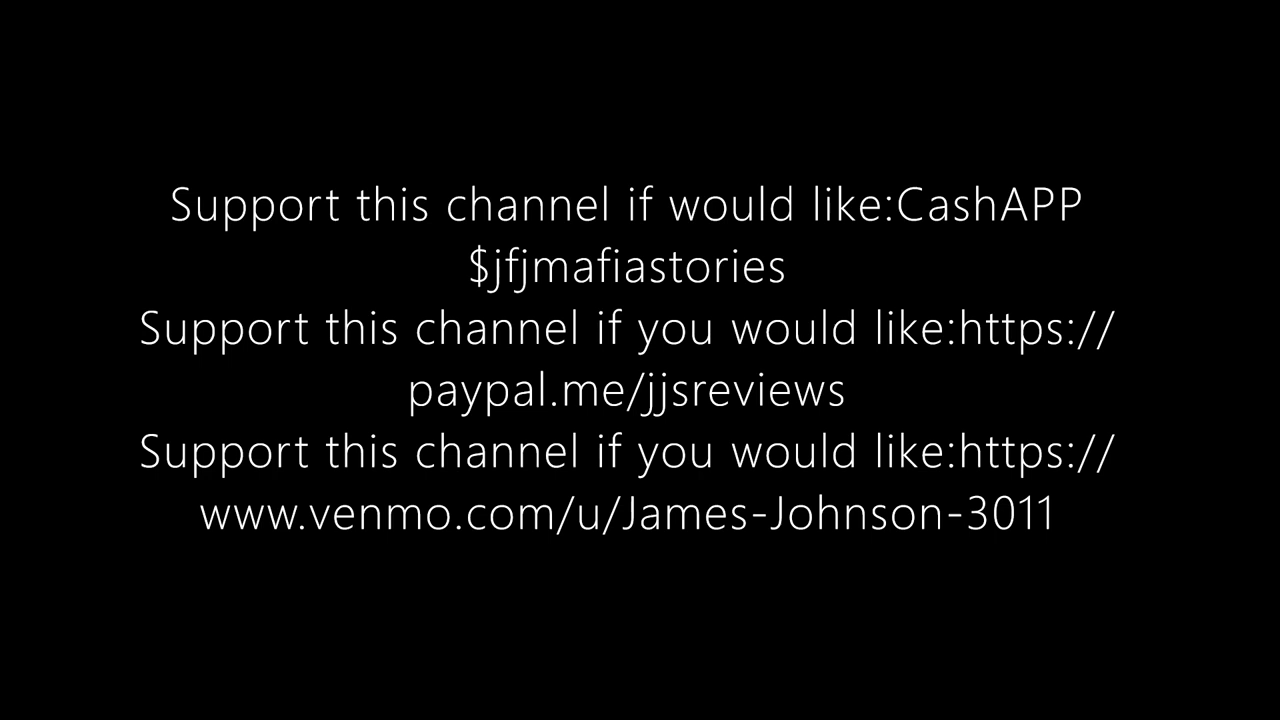 Support this channel if would like:CashAPP
$jfjmafiastories
Support this channel if you would like:https://
paypal.me/jjsreviews
Support this channel if you would like:https://
www.venmo.com/u/James-Johnson-3011